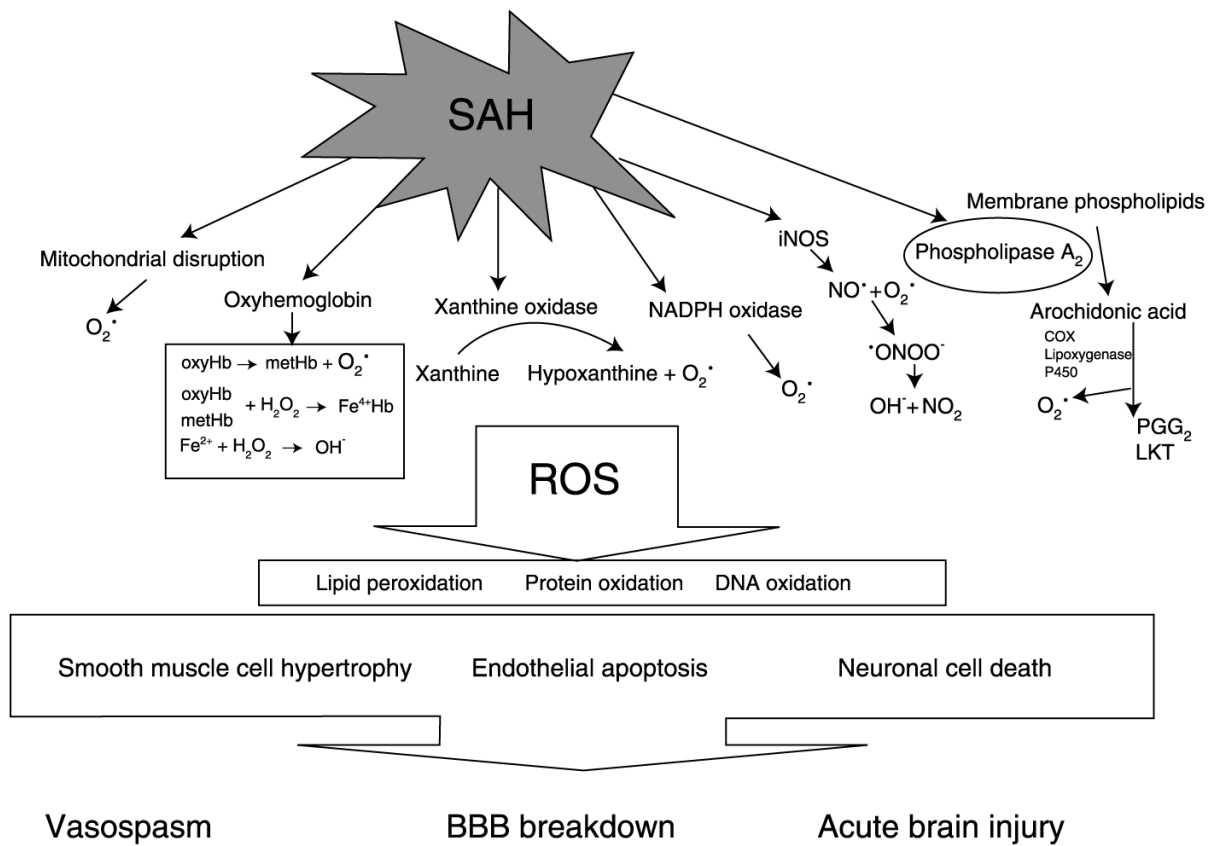 SAH
Mitochondrial disruption
O₂•
Oxyhemoglobin
oxyHb → metHb + O₂•
oxyHb
metHb
+ H₂O₂ → Fe⁴⁺Hb
Fe²⁺ + H₂O₂ → OH⁻
Xanthine oxidase
Xanthine
Hypoxanthine + O₂•
NADPH oxidase
O₂•
iNOS
NO•+O₂•
•ONOO⁻
OH⁻+NO₂
Membrane phospholipids
Phospholipase A₂
Arochidonic acid
COX
Lipoxygenase
P450
O₂•
PGG₂
LKT
ROS
Lipid peroxidation Protein oxidation DNA oxidation
Smooth muscle cell hypertrophy Endothelial apoptosis Neuronal cell death
Vasospasm BBB breakdown Acute brain injury